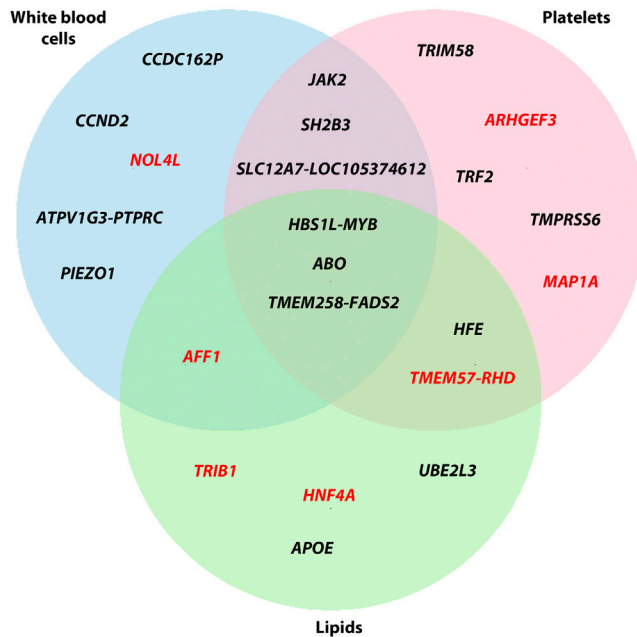 White blood
cells
Platelets
CCDC162P
TRIM58
JAK2
CCND2
SH2B3
ARHGEF3
NOL4L
SLC12A7-LOC105374612
TRF2
ATPV1G3-PTPRC
HBS1L-MYB
TMPRSS6
PIEZO1
ABO
MAP1A
TMEM258-FADS2
HFE
AFF1
TMEM57-RHD
TRIB1
UBE2L3
HNF4A
APOE
Lipids